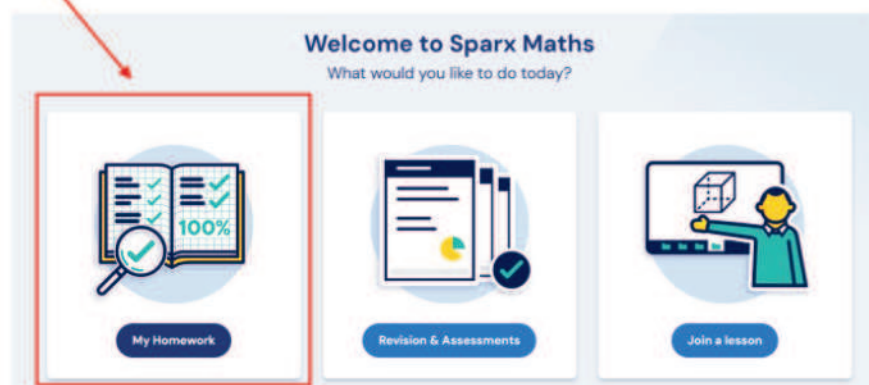 Welcome to Sparx Maths
What would you like to do today?
100%
My Homework
Revision & Assessments
Join a lesson